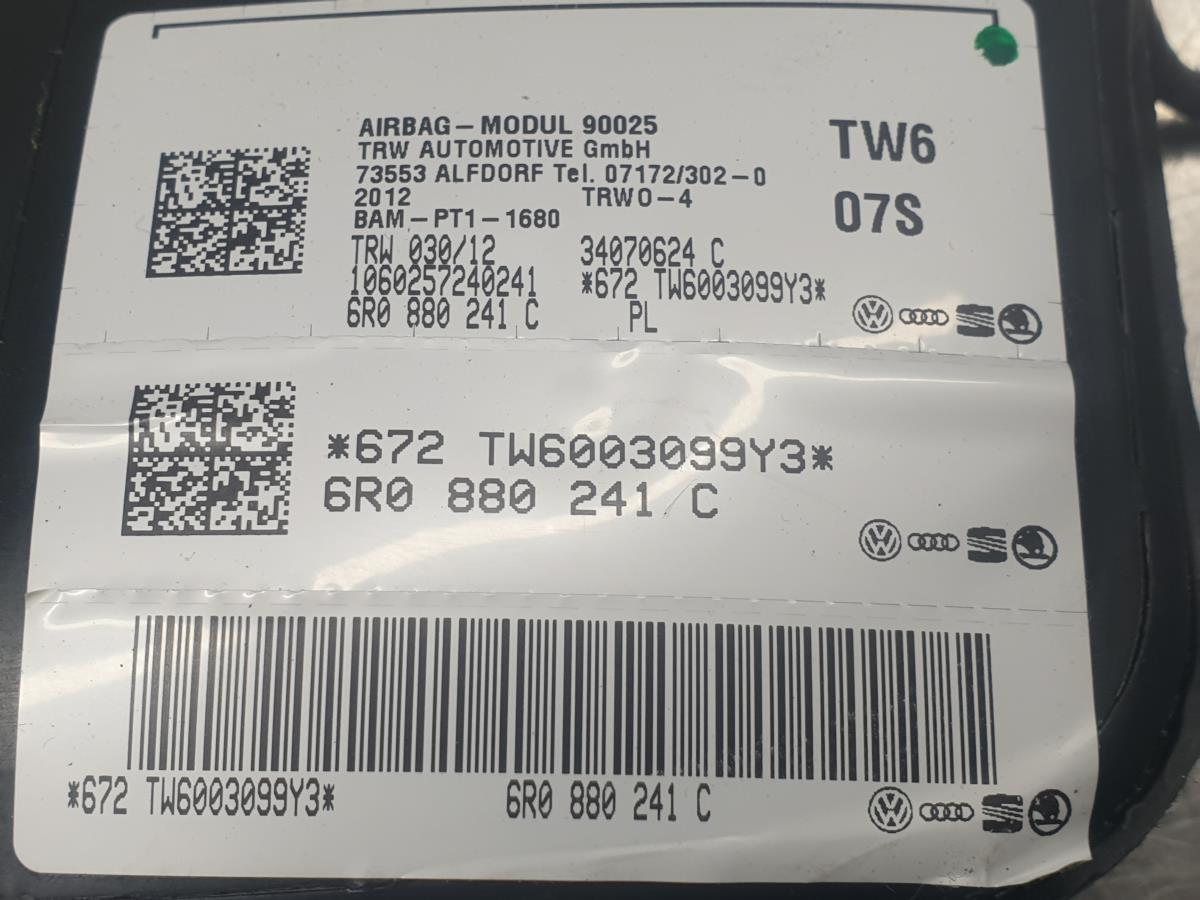 AIRBAG-MODUL 90025
TRW AUTOMOTIVE GmbH
73553 ALFDORF Tel. 07172/302-0
2012 TRWO-4
BAM-PT1-1680
TRW 030/12 34070624 C
1060257240241 *672 TW6003099Y3*
6R0 880 241 C PL
TW6
07S
*672 TW6003099Y3*
6R0 880 241 C
*672 TW6003099Y3* 6R0 880 241 C